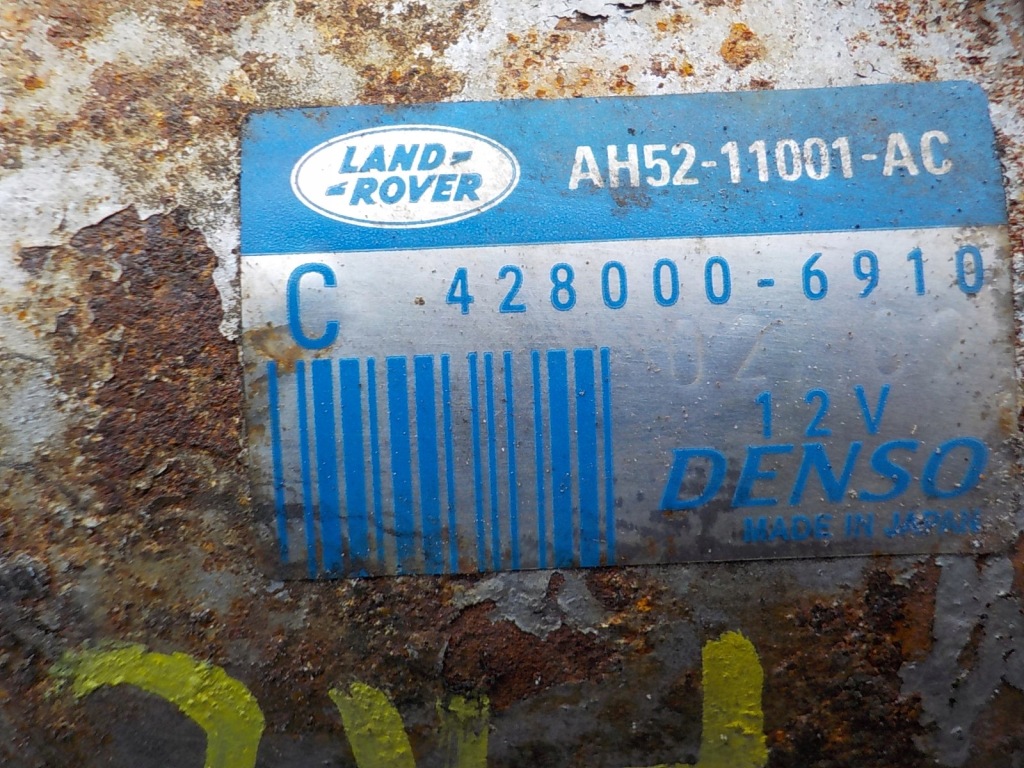 LAND-
-ROVER
AH52-11001-AC
C 428000-6910
12V
DENSO
MADE IN JAPAN